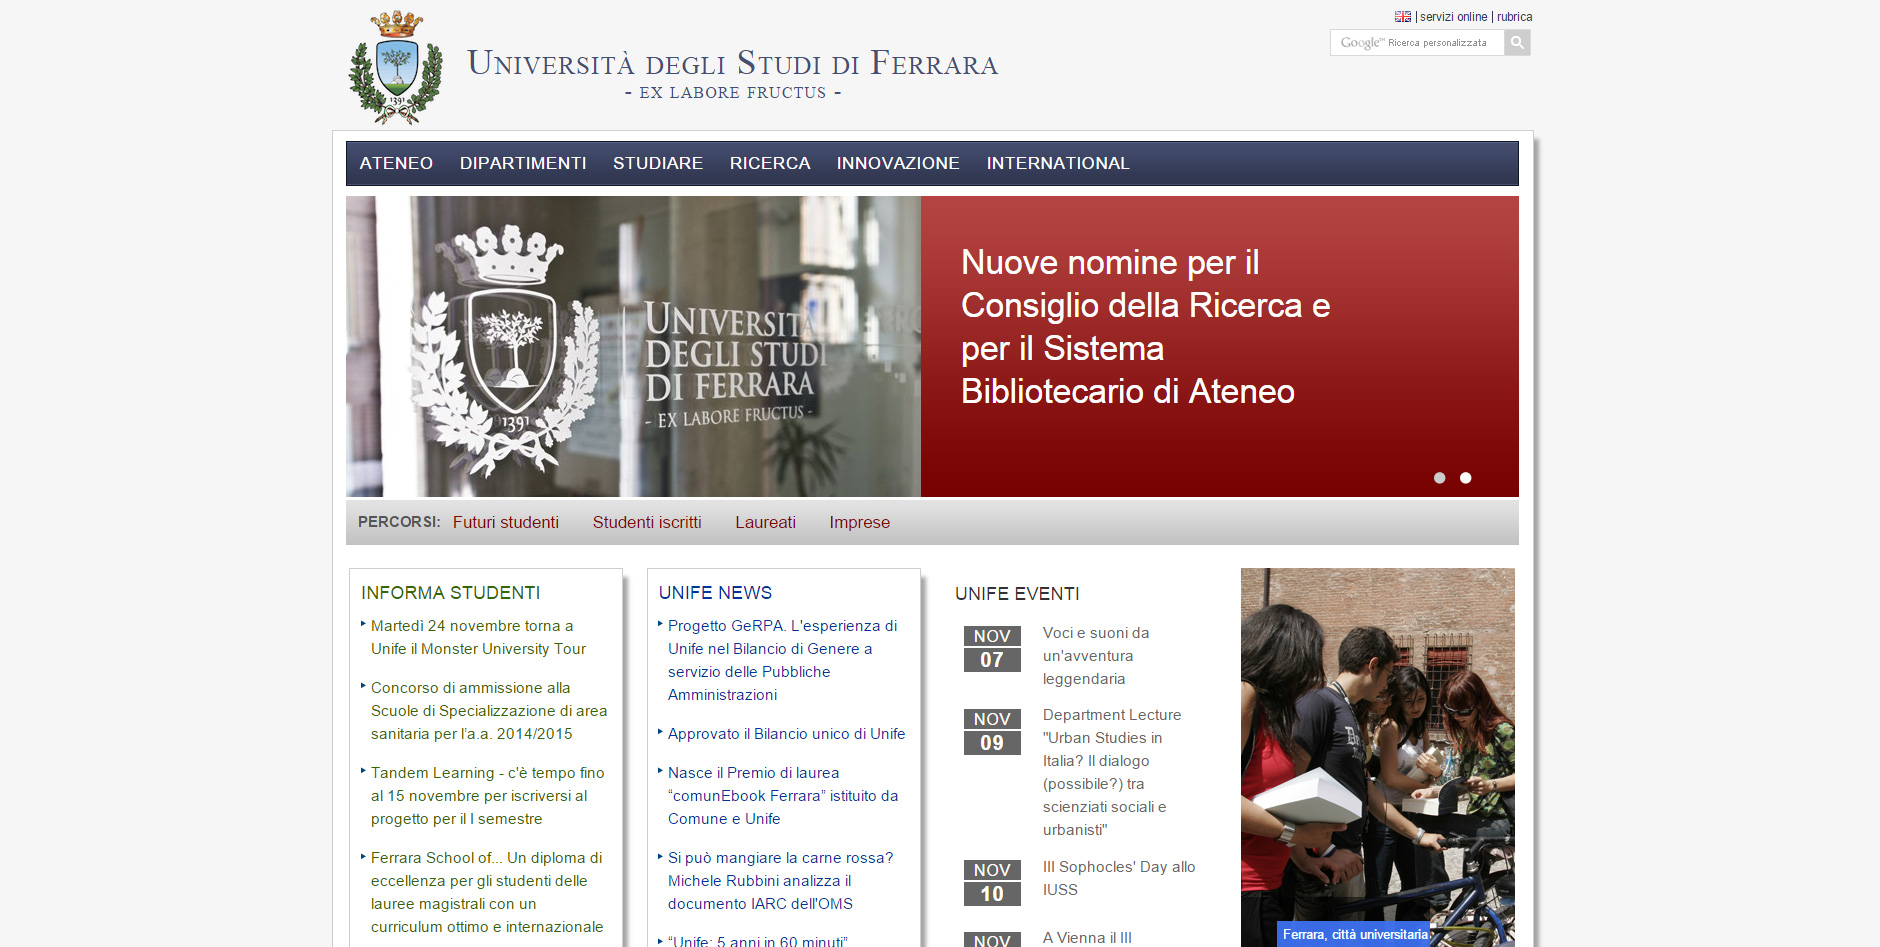 servizi online | rubrica
Google™ Ricerca personalizzata
UNIVERSITÀ DEGLI STUDI DI FERRARA
- EX LABORE FRUCTUS -
1391
ATENEO DIPARTIMENTI STUDIARE RICERCA INNOVAZIONE INTERNATIONAL
UNIVERSITÀ
DEGLI STUDI
DI FERRARA
- EX LABORE FRUCTUS -
1391
Nuove nomine per il
Consiglio della Ricerca e
per il Sistema
Bibliotecario di Ateneo
PERCORSI: Futuri studenti Studenti iscritti Laureati Imprese
INFORMA STUDENTI
Martedì 24 novembre torna a
Unife il Monster University Tour
Concorso di ammissione alla
Scuole di Specializzazione di area
sanitaria per l'a.a. 2014/2015
Tandem Learning - c'è tempo fino
al 15 novembre per iscriversi al
progetto per il I semestre
Ferrara School of... Un diploma di
eccellenza per gli studenti delle
lauree magistrali con un
curriculum ottimo e internazionale
UNIFE NEWS
Progetto GeRPA. L'esperienza di
Unife nel Bilancio di Genere a
servizio delle Pubbliche
Amministrazioni
Approvato il Bilancio unico di Unife
Nasce il Premio di laurea
“comunEbook Ferrara” istituito da
Comune e Unife
Si può mangiare la carne rossa?
Michele Rubbini analizza il
documento IARC dell'OMS
“Unife: 5 anni in 60 minuti”
UNIFE EVENTI
NOV
07
Voci e suoni da
un'avventura
leggendaria
NOV
09
Department Lecture
"Urban Studies in
Italia? Il dialogo
(possibile?) tra
scienziati sociali e
urbanisti"
NOV
10
III Sophocles' Day allo
IUSS
NOV
A Vienna il III
Ferrara, città universitaria